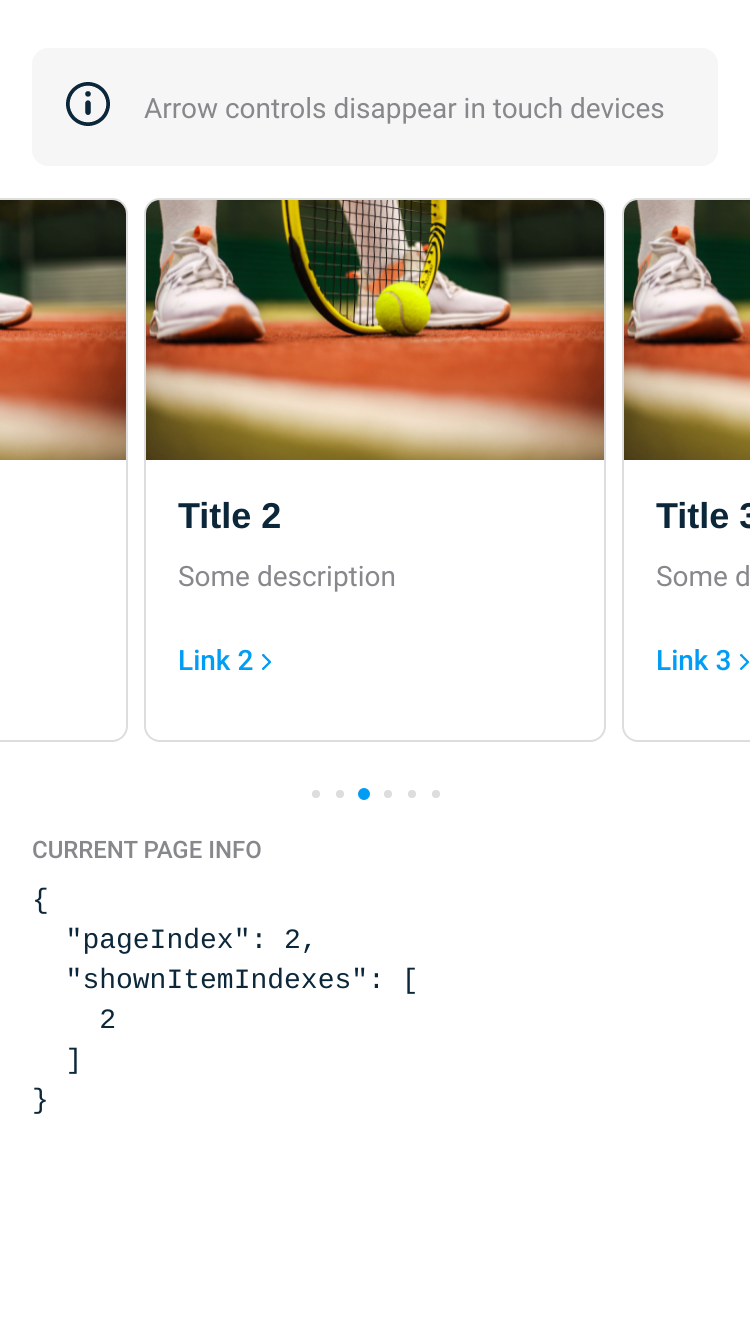 Arrow controls disappear in touch devices
Title 2
Some description
Link 2
Title 3
Some d
Link 3
CURRENT PAGE INFO
{
"pageIndex": 2,
"shownItemIndexes": [
2
]
}